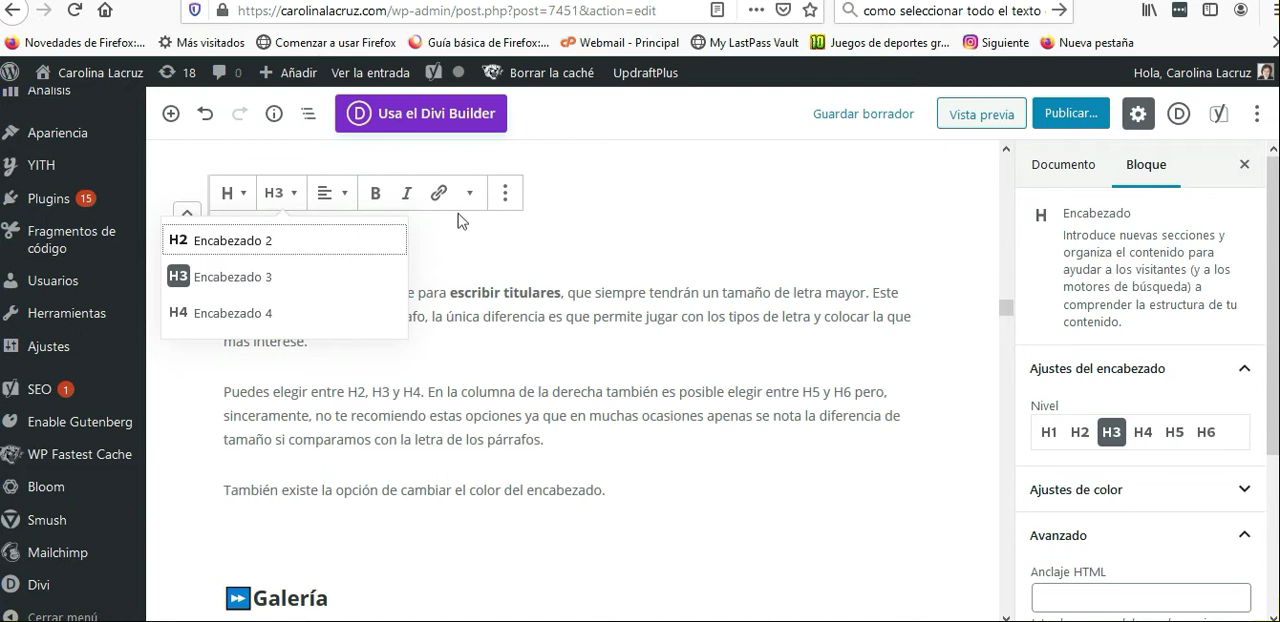 https://carolinalacruz.com/wp-admin/post.php?post=7451&action=edit
como seleccionar todo el texto
Novedades de Firefox:...
Más visitados
Comenzar a usar Firefox
Guía básica de Firefox:...
Webmail - Principal
My LastPass Vault
Juegos de deportes gr...
Siguiente
Nueva pestaña
Carolina Lacruz
18
0
Añadir
Ver la entrada
Borrar la caché
UpdraftPlus
Hola, Carolina Lacruz
Análisis
Apariencia
YITH
Plugins 15
Fragmentos de
código
Usuarios
Herramientas
Ajustes
SEO 1
Enable Gutenberg
WP Fastest Cache
Bloom
Smush
Mailchimp
Divi
Cerrar menú
D Usa el Divi Builder
Guardar borrador
Vista previa
Publicar...
D
H
H3
B
I
H2 Encabezado 2
H3 Encabezado 3
H4 Encabezado 4
e para escribir titulares, que siempre tendrán un tamaño de letra mayor. Este
afo, la única diferencia es que permite jugar con los tipos de letra y colocar la que
más interese.
Puedes elegir entre H2, H3 y H4. En la columna de la derecha también es posible elegir entre H5 y H6 pero,
sinceramente, no te recomiendo estas opciones ya que en muchas ocasiones apenas se nota la diferencia de
tamaño si comparamos con la letra de los párrafos.
También existe la opción de cambiar el color del encabezado.
Galería
Documento
Bloque
H Encabezado
Introduce nuevas secciones y
organiza el contenido para
ayudar a los visitantes (y a los
motores de búsqueda) a
comprender la estructura de tu
contenido.
Ajustes del encabezado
Nivel
H1 H2 H3 H4 H5 H6
Ajustes de color
Avanzado
Anclaje HTML